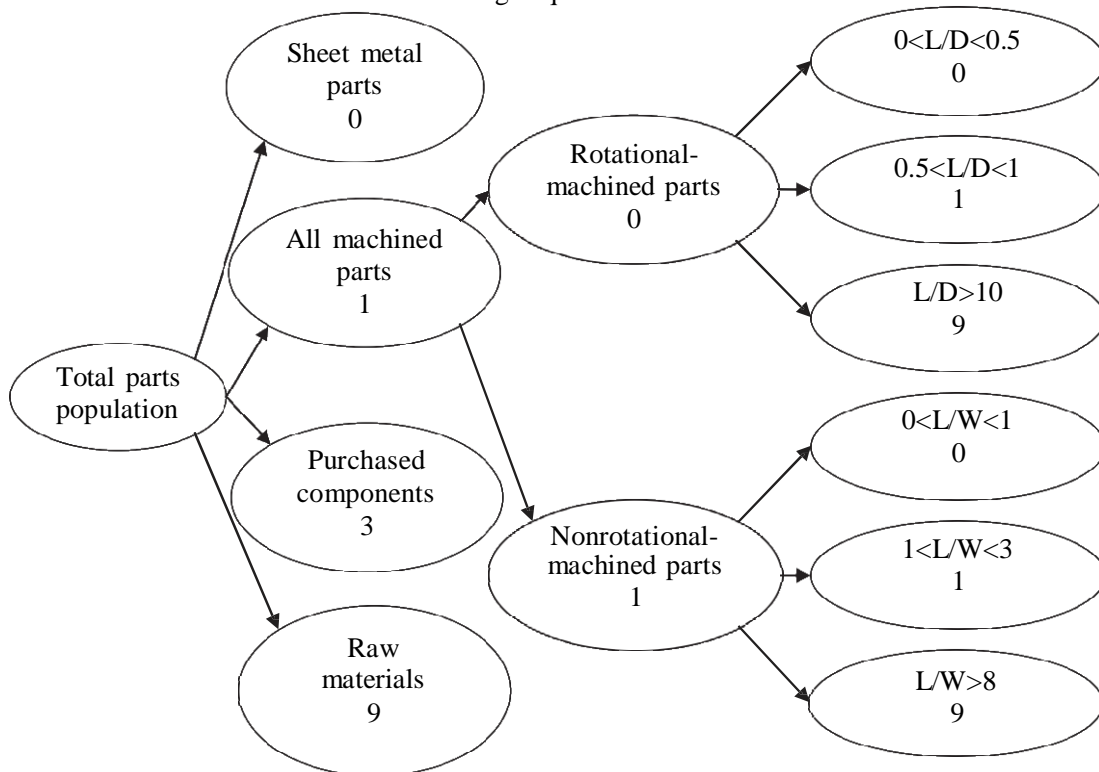 Sheet metal
parts
0
All machined
parts
1
Total parts
population
Purchased
components
3
Raw
materials
9
Rotational-
machined parts
0
Nonrotational-
machined parts
1
0<L/D<0.5
0
0.5<L/D<1
1
L/D>10
9
0<L/W<1
0
1<L/W<3
1
L/W>8
9